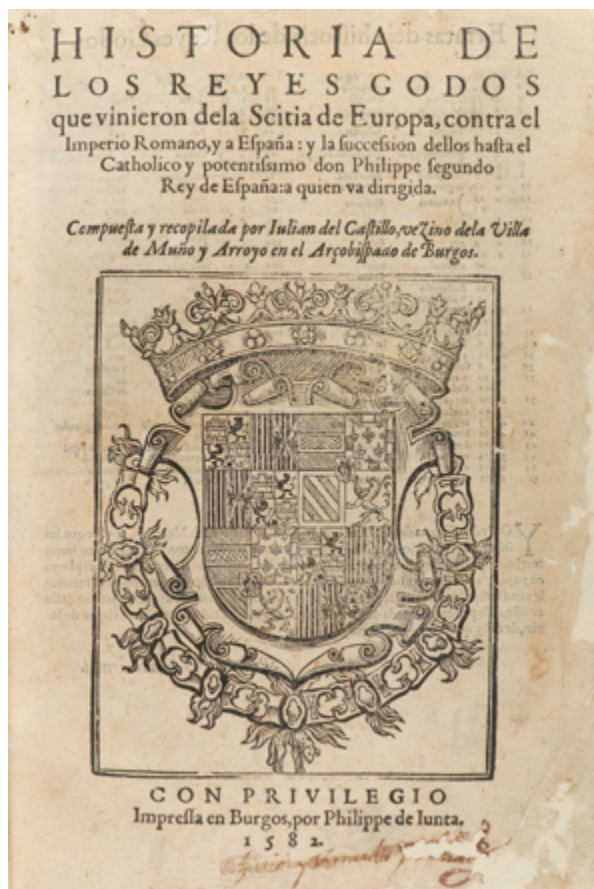 HISTORIA DE
LOS REYES GODOS
que vinieron dela Scitia de Europa, contra el
Imperio Romano, y a España: y la ſucceſsion dellos haſta el
Catholico y potentiſsimo don Philippe ſegundo
Rey de España: a quien va dirigida.
Compueſta y recopilada por Iulian del Caſtillo, vezino dela Villa
de Muño y Arroyo en el Arçobiſpado de Burgos.
CON PRIVILEGIO
Impreſſa en Burgos, por Philippe de Iunta.
1582.